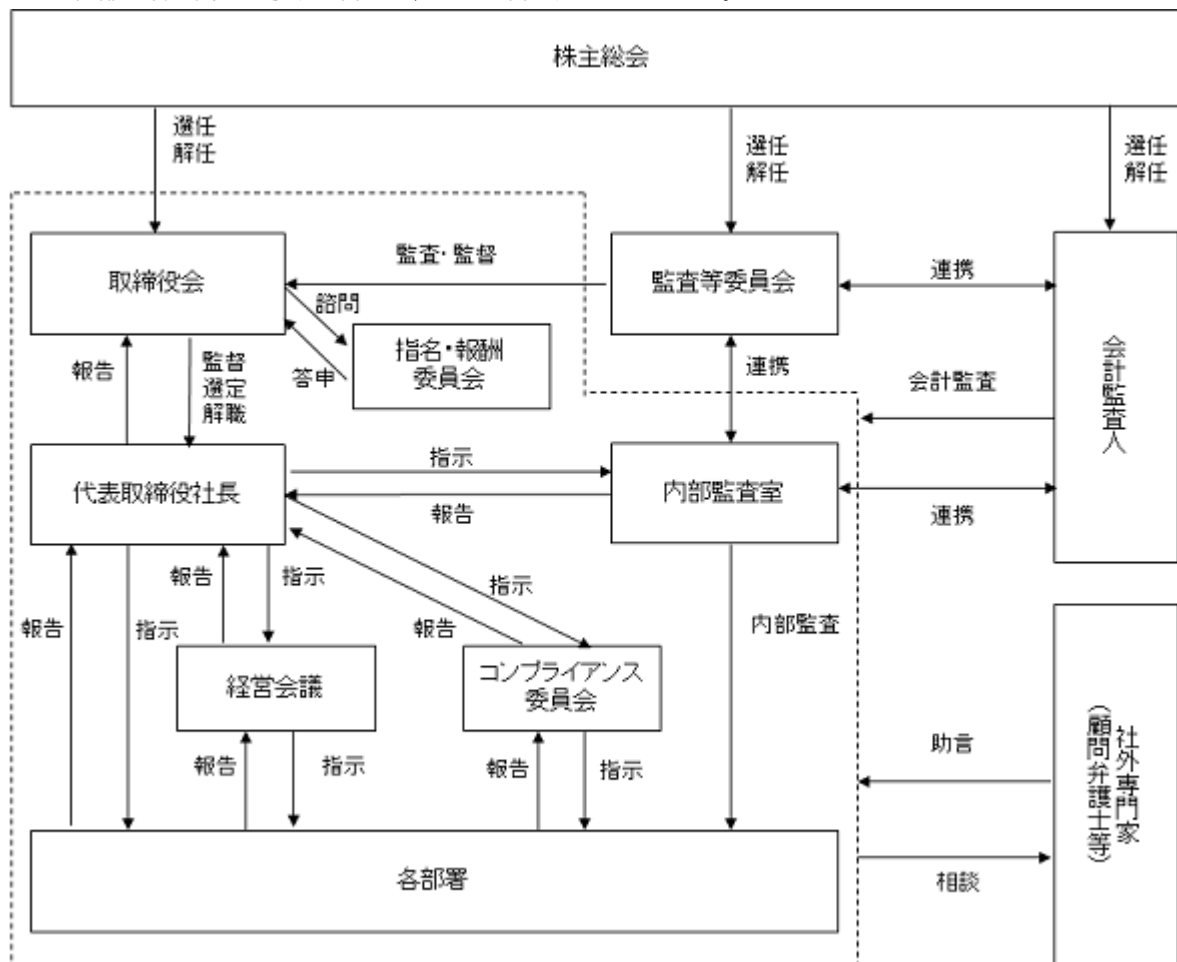 株主総会
選任
解任
選任
解任
選任
解任
取締役会
監査・監督
監査等委員会
連携
会計監査人
諮問
指名・報酬
委員会
答申
報告
監督
選定
解職
連携
会計監査
代表取締役社長
指示
報告
内部監査室
連携
報告
指示
報告
指示
報告
指示
内部監査
経営会議
コンプライアンス
委員会
報告
指示
報告
指示
助言
相談
社外専門家
(顧問弁護士等)
各部署